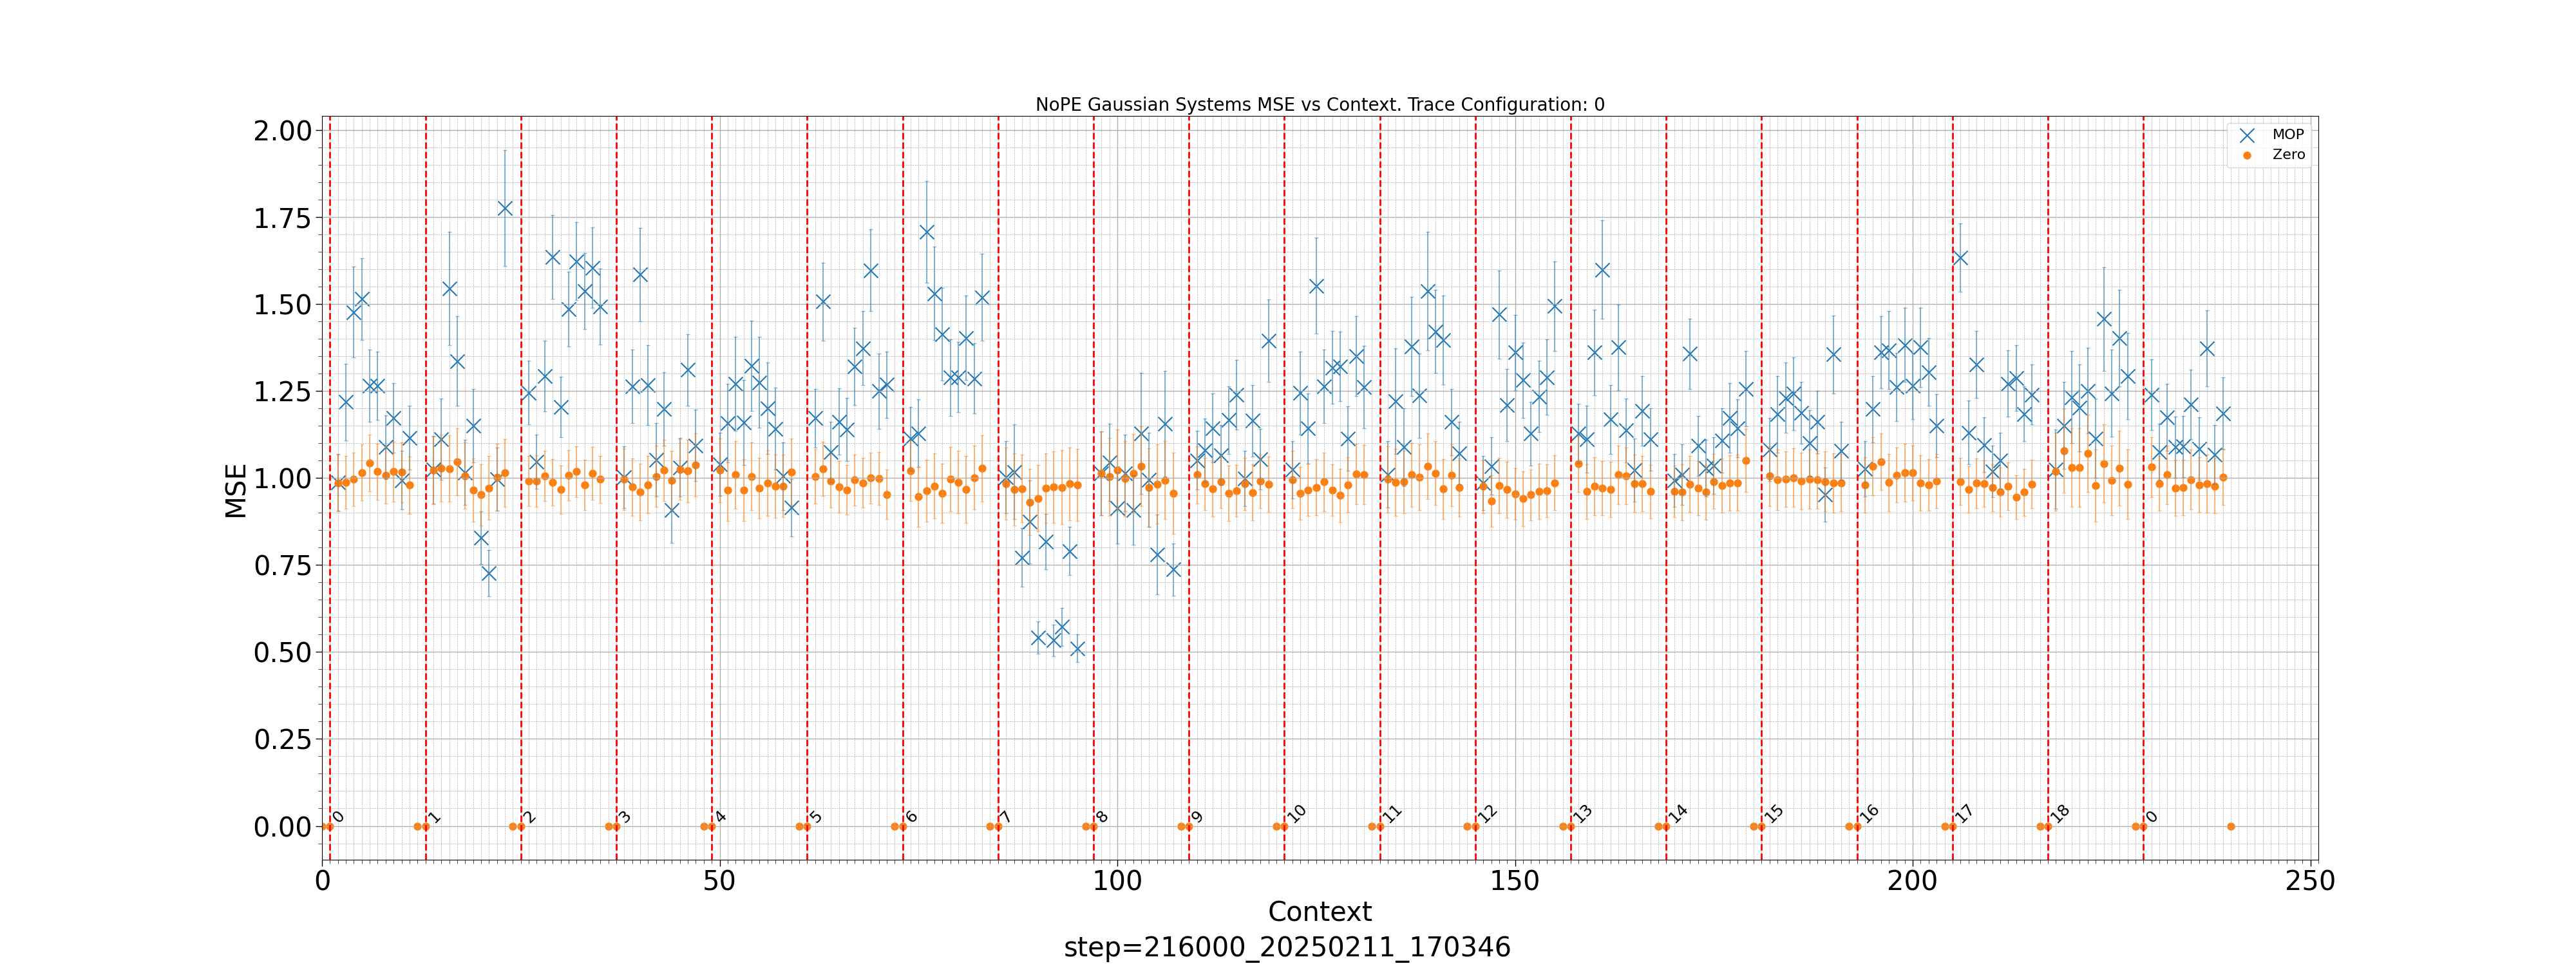 NoPE Gaussian Systems MSE vs Context. Trace Configuration: 0
MOP
Zero
2.00
1.75
1.50
1.25
1.00
0.75
0.50
0.25
0.00
MSE
0 1 2 3 4 5 6 7 8 9 10 11 12 13 14 15 16 17 18 0
0 50 100 150 200 250
Context
step=216000_20250211_170346